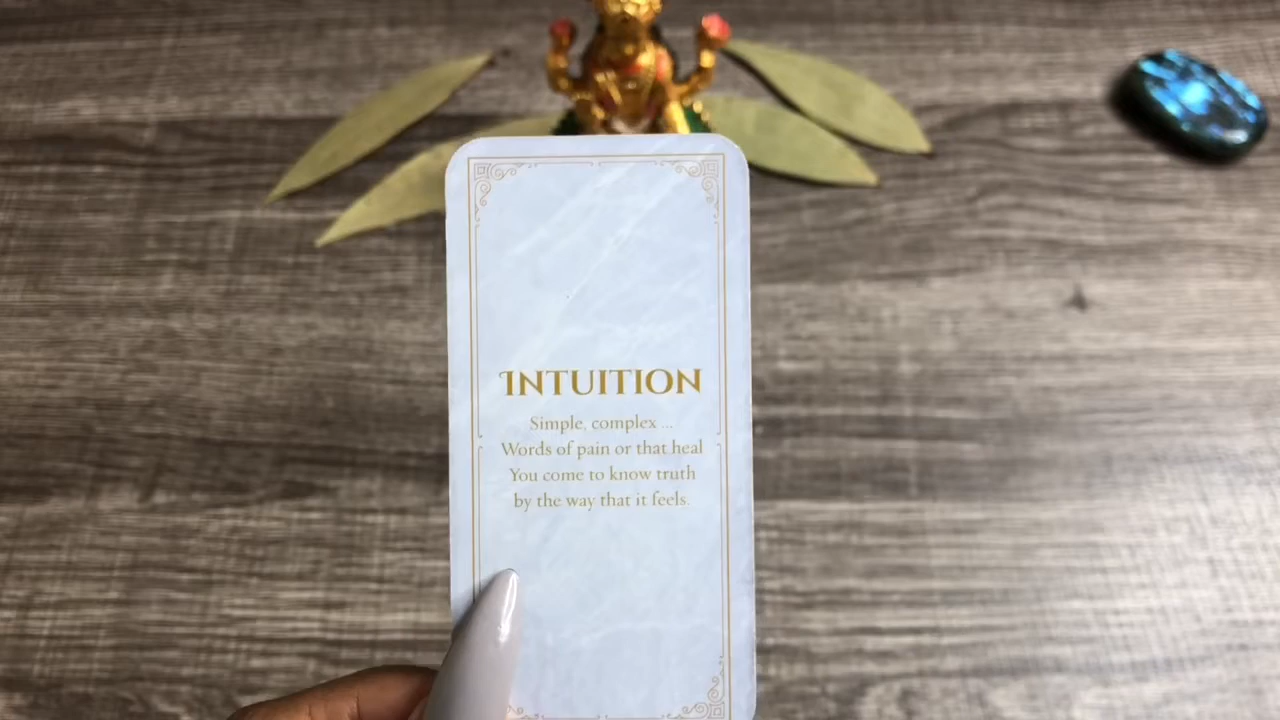 INTUITION
Simple, complex ...
Words of pain or that heal
You come to know truth
by the way that it feels.